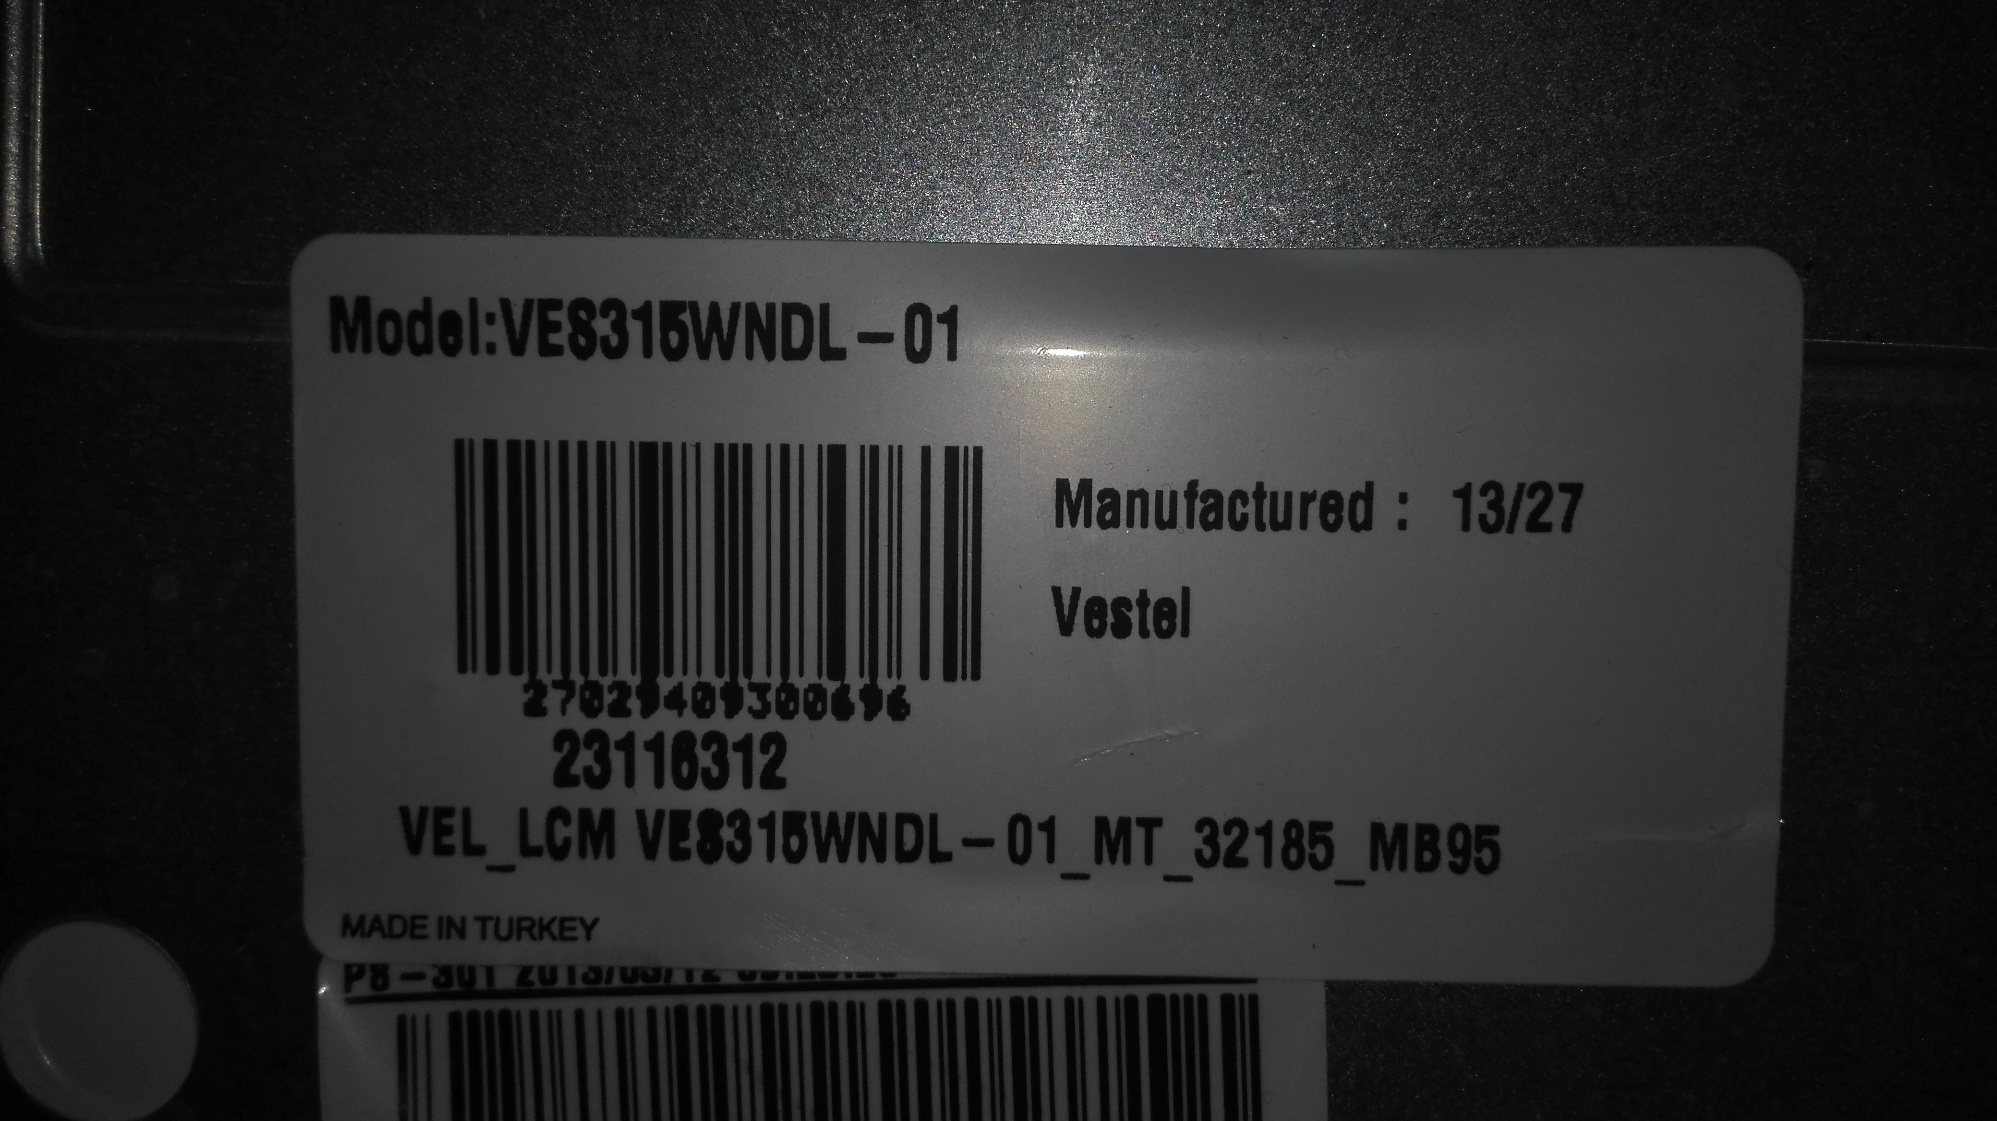 Model:VES315WNDL-01
Manufactured : 13/27
Vestel
27029409300696
23116312
VEL_LCM VES315WNDL-01_MT_32185_MB95
MADE IN TURKEY